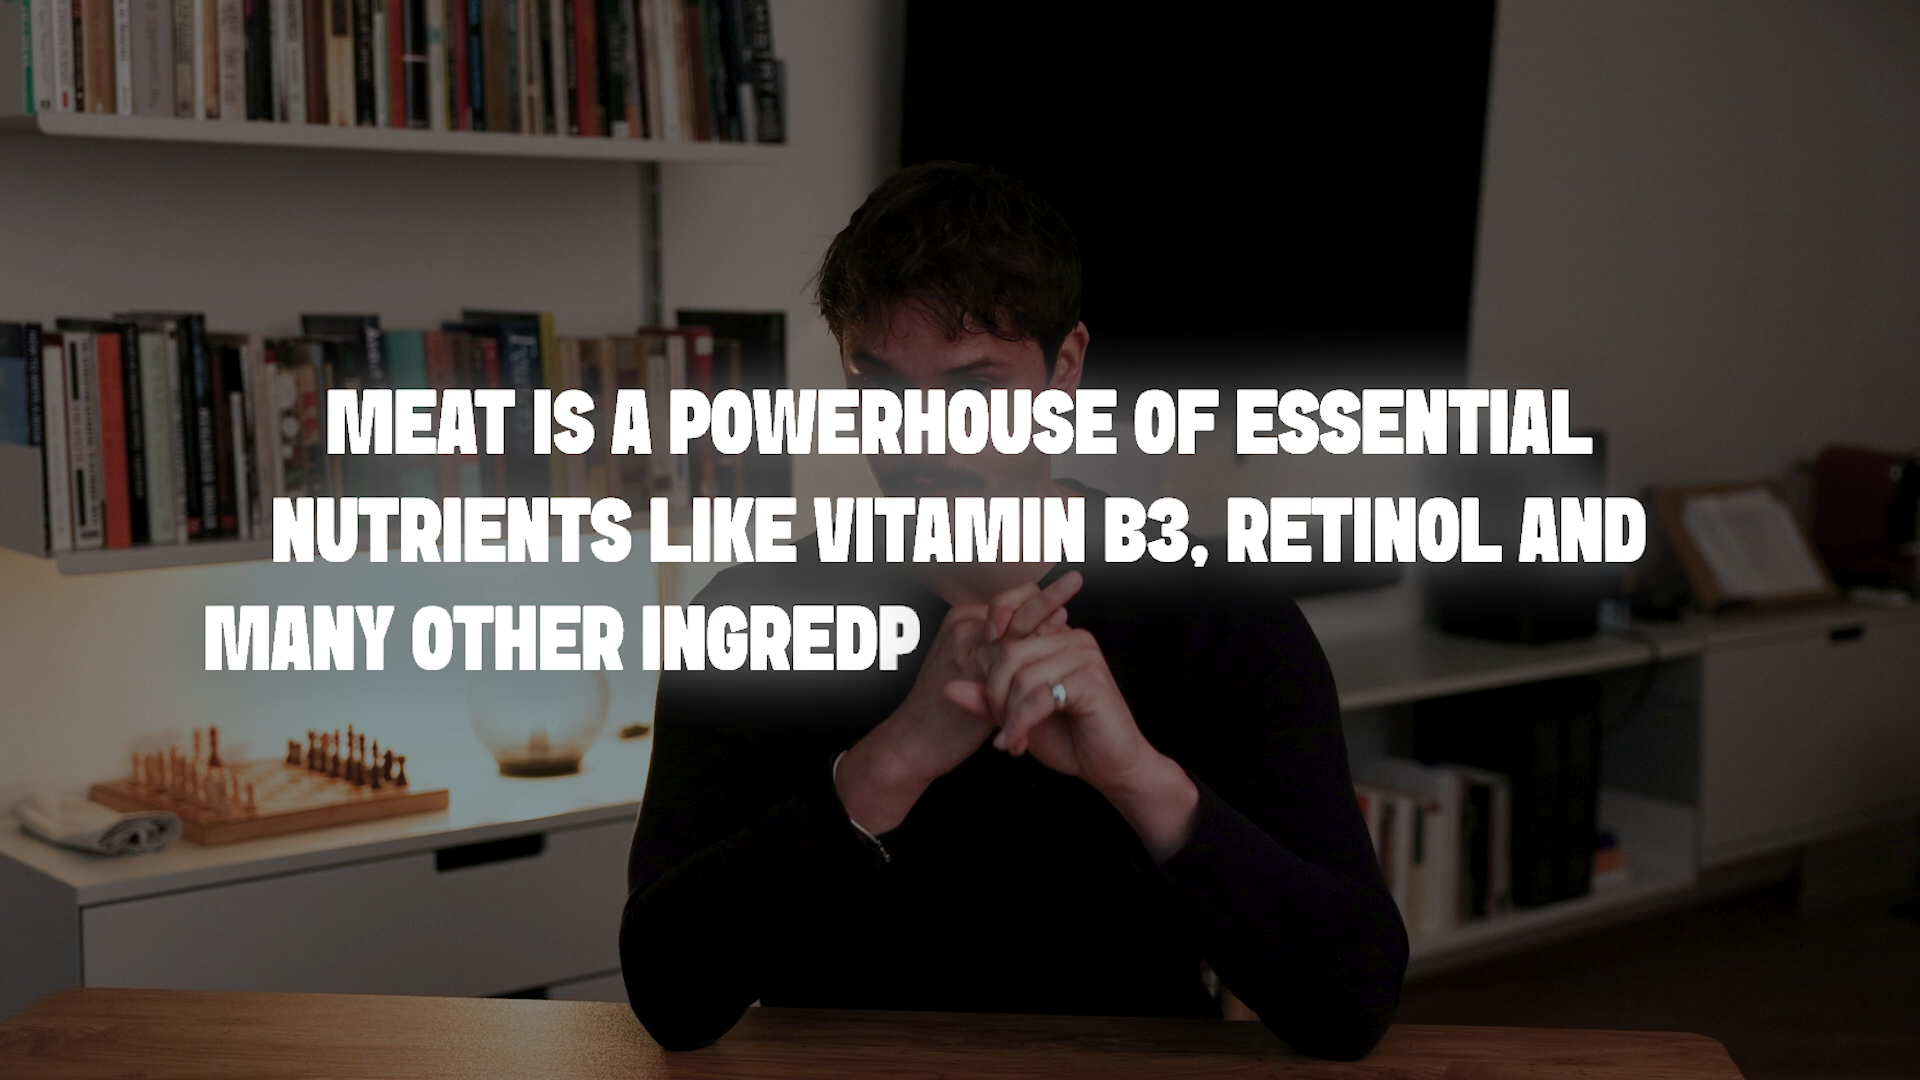 MEAT IS A POWERHOUSE OF ESSENTIAL
NUTRIENTS LIKE VITAMIN B3, RETINOL AND
MANY OTHER INGREDP